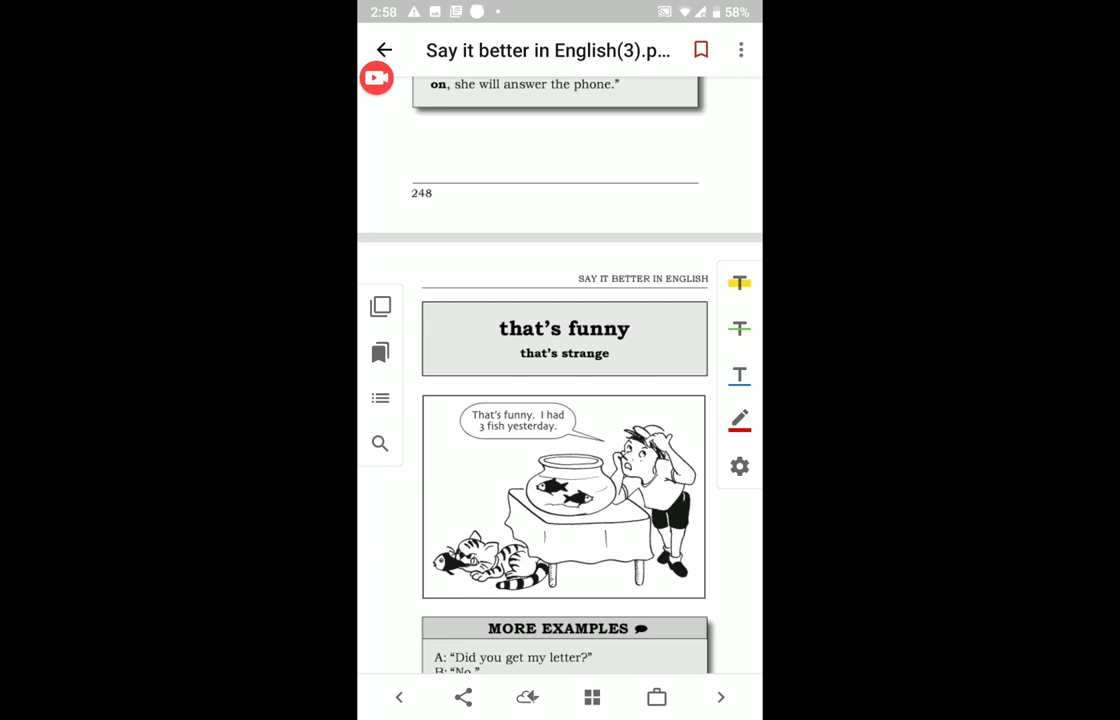 2:58
58%
Say it better in English(3).p...
on, she will answer the phone."
248
SAY IT BETTER IN ENGLISH
that's funny
that's strange
That's funny. I had
3 fish yesterday.
MORE EXAMPLES
A: "Did you get my letter?"
B: "No."